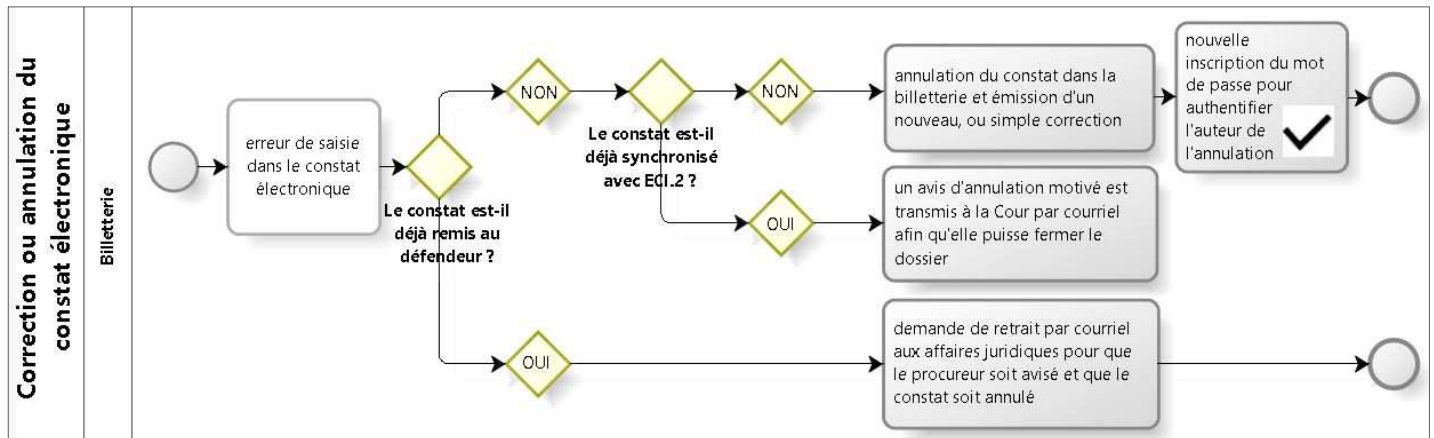 Correction ou annulation du
constat électronique
Billetterie
erreur de saisie
dans le constat
électronique
Le constat est-il
déjà remis au
défendeur ?
NON
Le constat est-il
déjà synchronisé
avec ECI.2 ?
NON
annulation du constat dans la
billetterie et émission d'un
nouveau, ou simple correction
nouvelle
inscription du mot
de passe pour
authentifier
l'auteur de
l'annulation
OUI
un avis d'annulation motivé est
transmis à la Cour par courriel
afin qu'elle puisse fermer le
dossier
OUI
demande de retrait par courriel
aux affaires juridiques pour que
le procureur soit avisé et que le
constat soit annulé